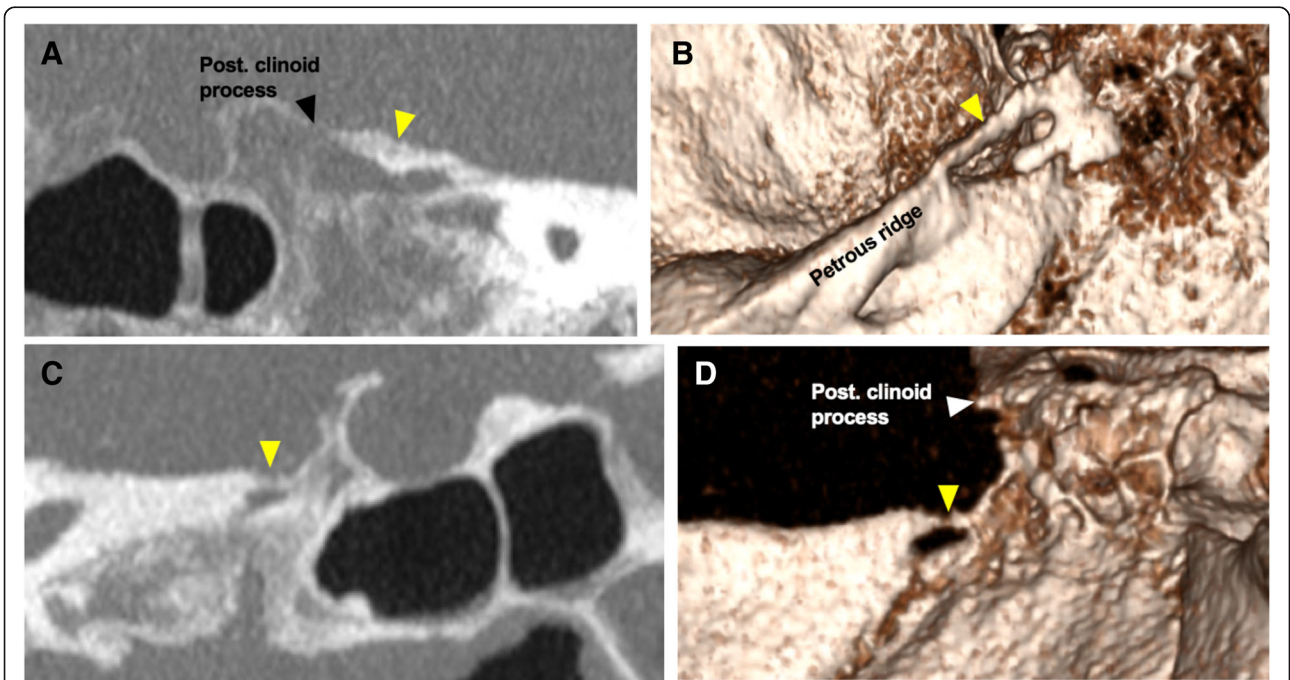 A
Post. clinoid
process
B
Petrous ridge
C
D
Post. clinoid
process